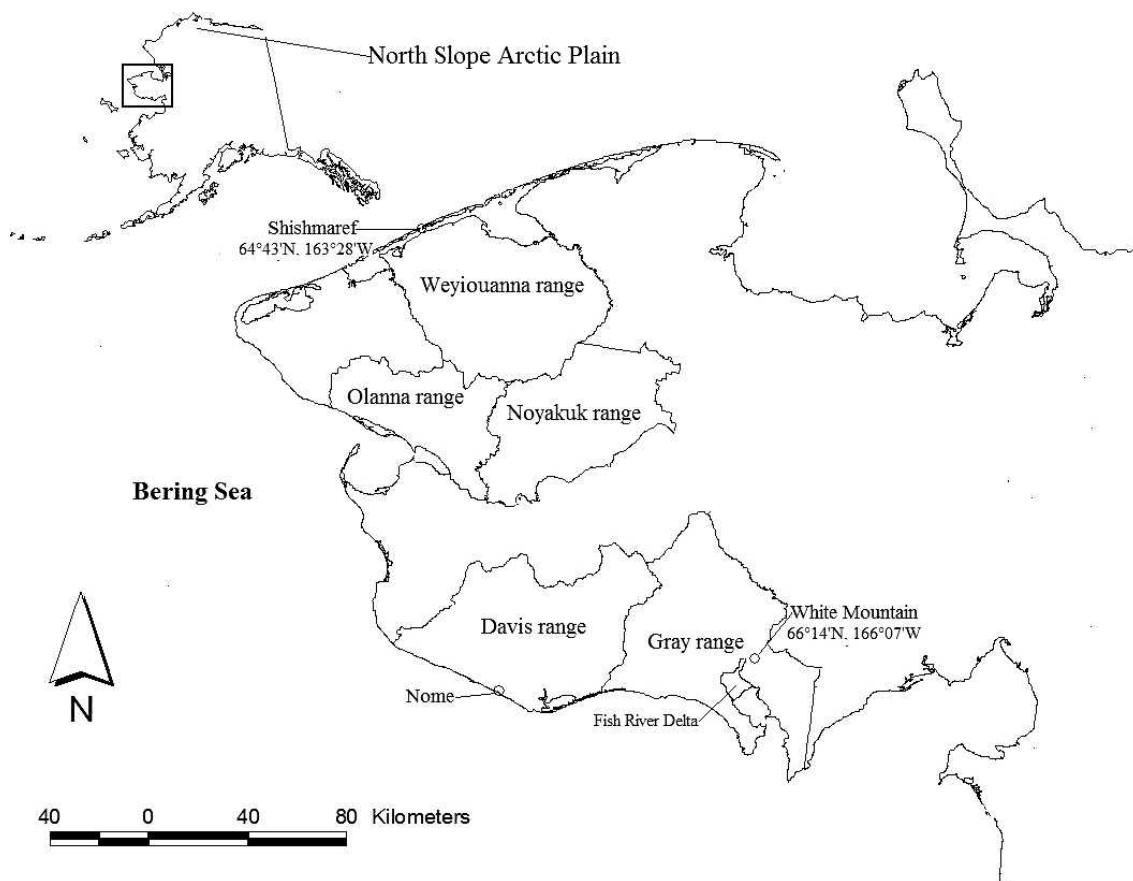 North Slope Arctic Plain
Shishmaref
64°43'N. 163°28'W
Weyiouanna range
Olanna range
Noyakuk range
Bering Sea
Davis range
Gray range
White Mountain
66°14'N. 166°07'W
Nome
Fish River Delta
N
40 0 40 80 Kilometers